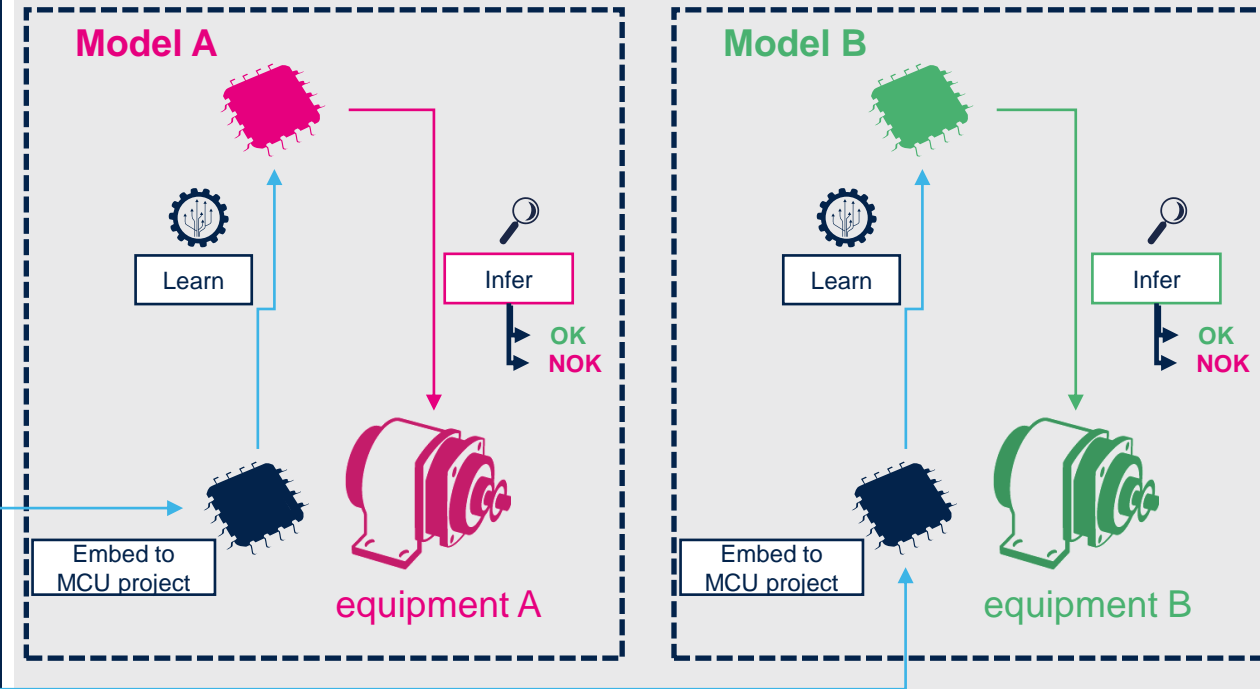 Model A
Learn
Infer
OK
NOK
Embed to
MCU project
equipment A
Model B
Learn
Infer
OK
NOK
Embed to
MCU project
equipment B